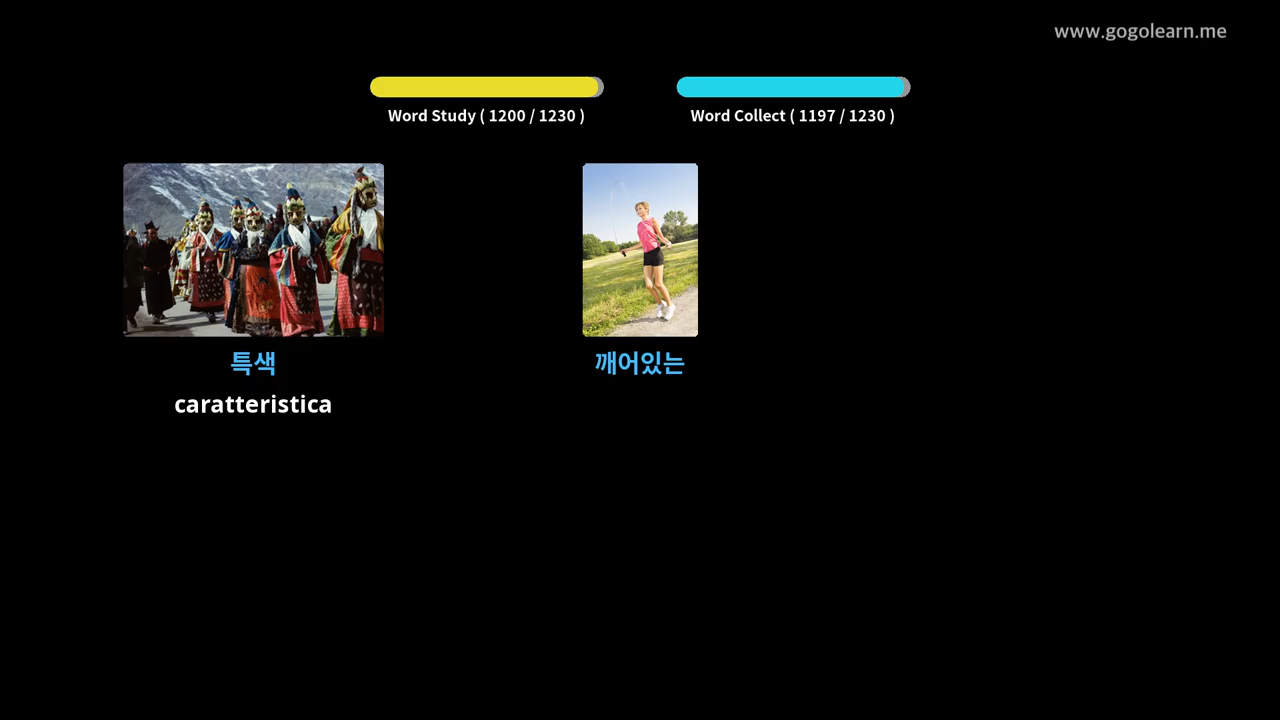 www.gogolearn.me
Word Study ( 1200 / 1230 )
Word Collect ( 1197 / 1230 )
특색
caratteristica
깨어있는